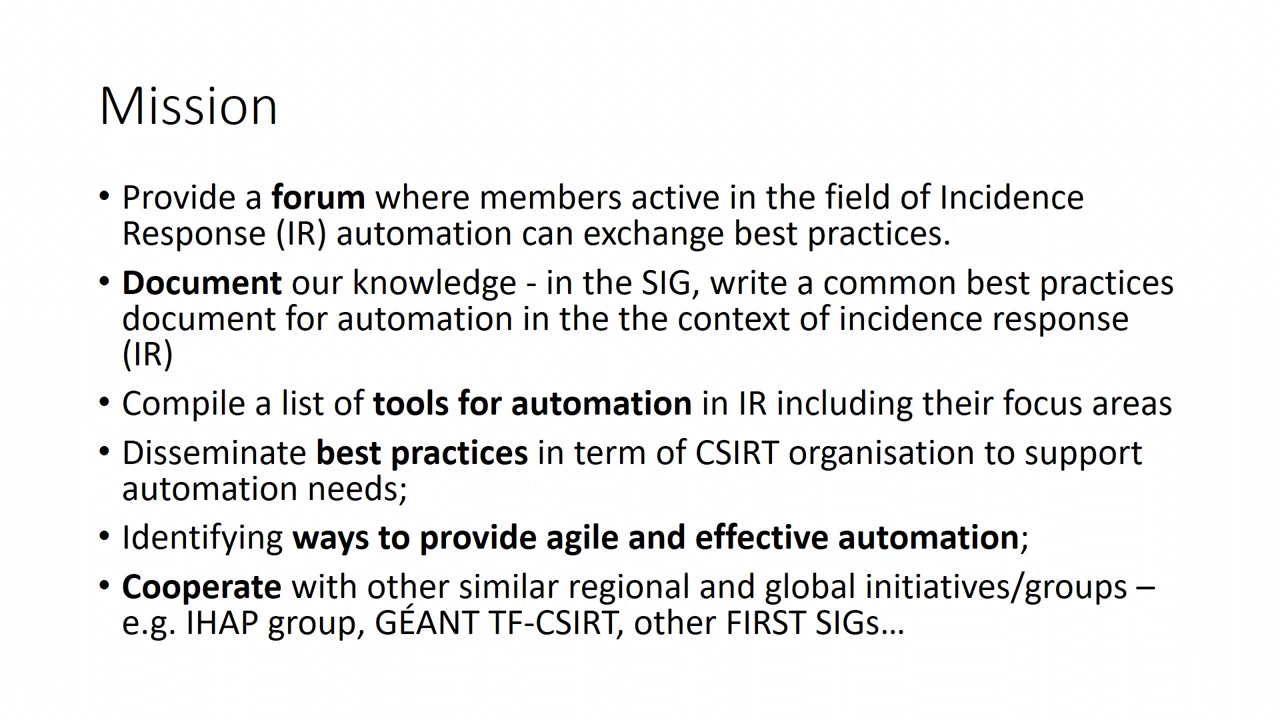 Mission
• Provide a forum where members active in the field of Incidence
Response (IR) automation can exchange best practices.
• Document our knowledge - in the SIG, write a common best practices
document for automation in the the context of incidence response
(IR)
• Compile a list of tools for automation in IR including their focus areas
• Disseminate best practices in term of CSIRT organisation to support
automation needs;
• Identifying ways to provide agile and effective automation;
• Cooperate with other similar regional and global initiatives/groups –
e.g. IHAP group, GÉANT TF-CSIRT, other FIRST SIGs…